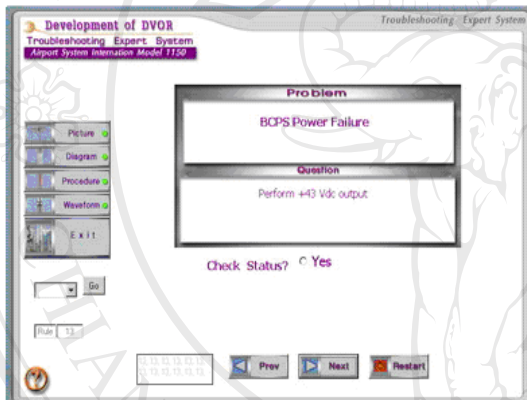 Development of DVOR
Troubleshooting Expert System
Troubleshooting Expert System
Airport System Internation Model 1150
Problem
BCPS Power Failure
Question
Perform +43 Vdc output
Check Status? Yes
Picture
Diagram
Procedure
Waveform
Exit
Go
Rule 13
Prev Next Restart